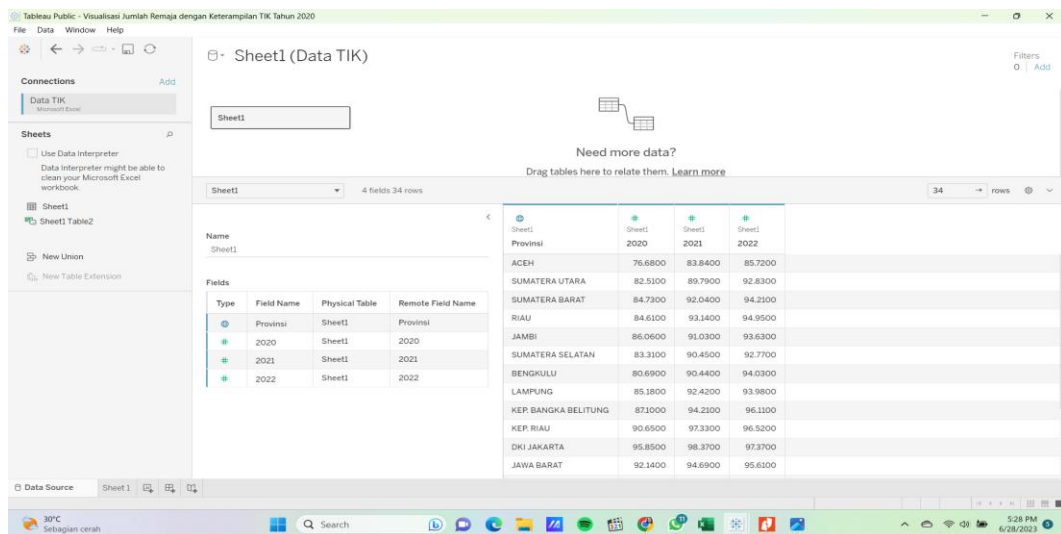 Tableau Public - Visualisasi Jumlah Remaja dengan Keterampilan TIK Tahun 2020
File Data Window Help
Sheet1 (Data TIK)
Filters
0 Add
Connections Add
Data TIK
Microsoft Excel
Sheets
Use Data Interpreter
Data Interpreter might be able to
clean your Microsoft Excel
workbook.
Sheet1
Sheet1 Table2
New Union
New Table Extension
Sheet1
Need more data?
Drag tables here to relate them. Learn more
Sheet1 4 fields 34 rows 34 → rows
Name
Sheet1
Fields
Type Field Name Physical Table Remote Field Name
Provinsi Sheet1 Provinsi
# 2020 Sheet1 2020
# 2021 Sheet1 2021
# 2022 Sheet1 2022
# # #
Sheet1 Sheet1 Sheet1 Sheet1
Provinsi 2020 2021 2022
ACEH 76.6800 83.8400 85.7200
SUMATERA UTARA 82.5100 89.7900 92.8300
SUMATERA BARAT 84.7300 92.0400 94.2100
RIAU 84.6100 93.1400 94.9500
JAMBI 86.0600 91.0300 93.6300
SUMATERA SELATAN 83.3100 90.4500 92.7700
BENGKULU 80.6900 90.4400 94.0300
LAMPUNG 85.1800 92.4200 93.9800
KEP. BANGKA BELITUNG 87.1000 94.2100 96.1100
KEP. RIAU 90.6500 97.3300 96.5200
DKI JAKARTA 95.8500 98.3700 97.3700
JAWA BARAT 92.1400 94.6900 95.6100
Data Source Sheet 1
30°C
Sebagian cerah
Search
5:28 PM
6/28/2023